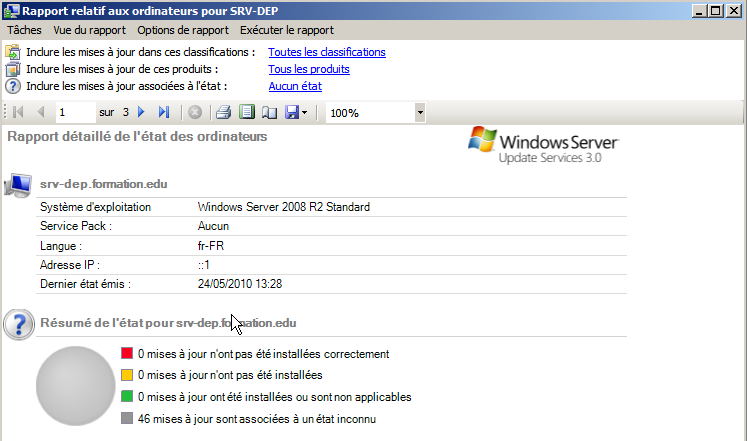 Rapport relatif aux ordinateurs pour SRV-DEP
Tâches Vue du rapport Options de rapport Exécuter le rapport
Inclure les mises à jour dans ces classifications : Toutes les classifications
Inclure les mises à jour de ces produits : Tous les produits
Inclure les mises à jour associées à l'état : Aucun état
1 sur 3 100%
Rapport détaillé de l'état des ordinateurs
Windows Server
Update Services 3.0
srv-dep.formation.edu
Système d'exploitation Windows Server 2008 R2 Standard
Service Pack : Aucun
Langue : fr-FR
Adresse IP : ::1
Dernier état émis : 24/05/2010 13:28
Résumé de l'état pour srv-dep.formation.edu
0 mises à jour n'ont pas été installées correctement
0 mises à jour n'ont pas été installées
0 mises à jour ont été installées ou sont non applicables
46 mises à jour sont associées à un état inconnu